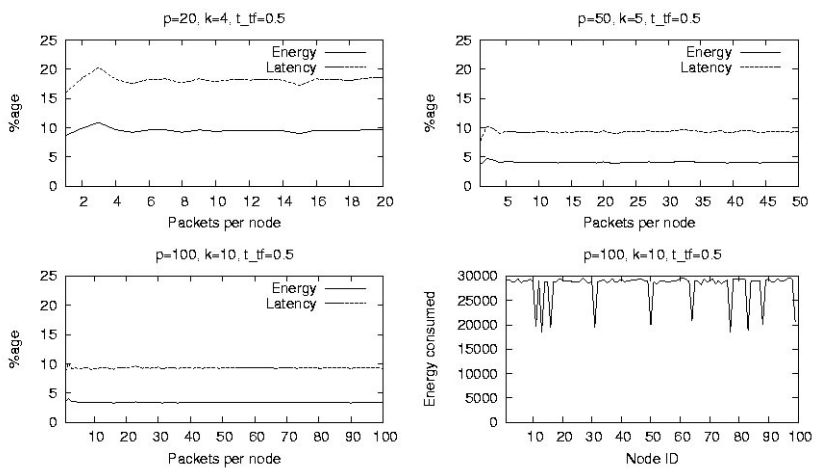 p=20, k=4, t_tf=0.5
25
20
15
10
5
0
%age
Energy
Latency
2 4 6 8 10 12 14 16 18 20
Packets per node
p=50, k=5, t_tf=0.5
25
20
15
10
5
0
%age
Energy
Latency
5 10 15 20 25 30 35 40 45 50
Packets per node
p=100, k=10, t_tf=0.5
25
20
15
10
5
0
%age
Energy
Latency
10 20 30 40 50 60 70 80 90 100
Packets per node
p=100, k=10, t_tf=0.5
30000
25000
20000
15000
10000
5000
0
Energy consumed
10 20 30 40 50 60 70 80 90 100
Node ID